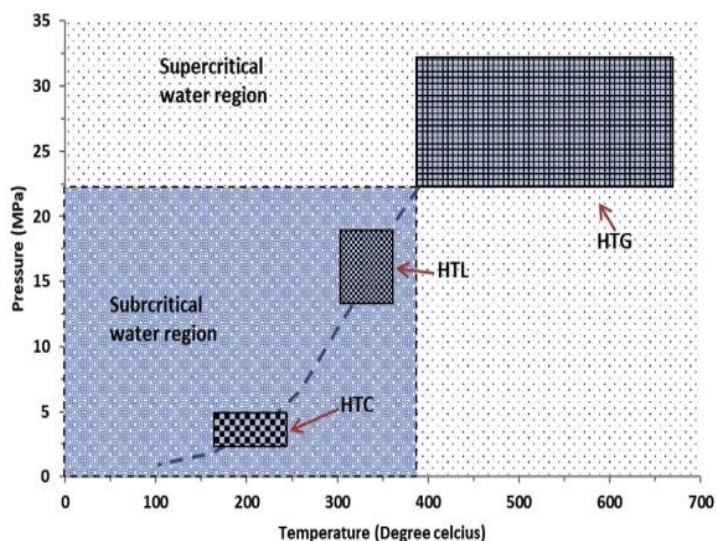 35
30
25
20
15
10
5
0
Pressure (MPa)
Supercritical
water region
HTG
HTL
Subrcritical
water region
HTC
0 100 200 300 400 500 600 700
Temperature (Degree celcius)